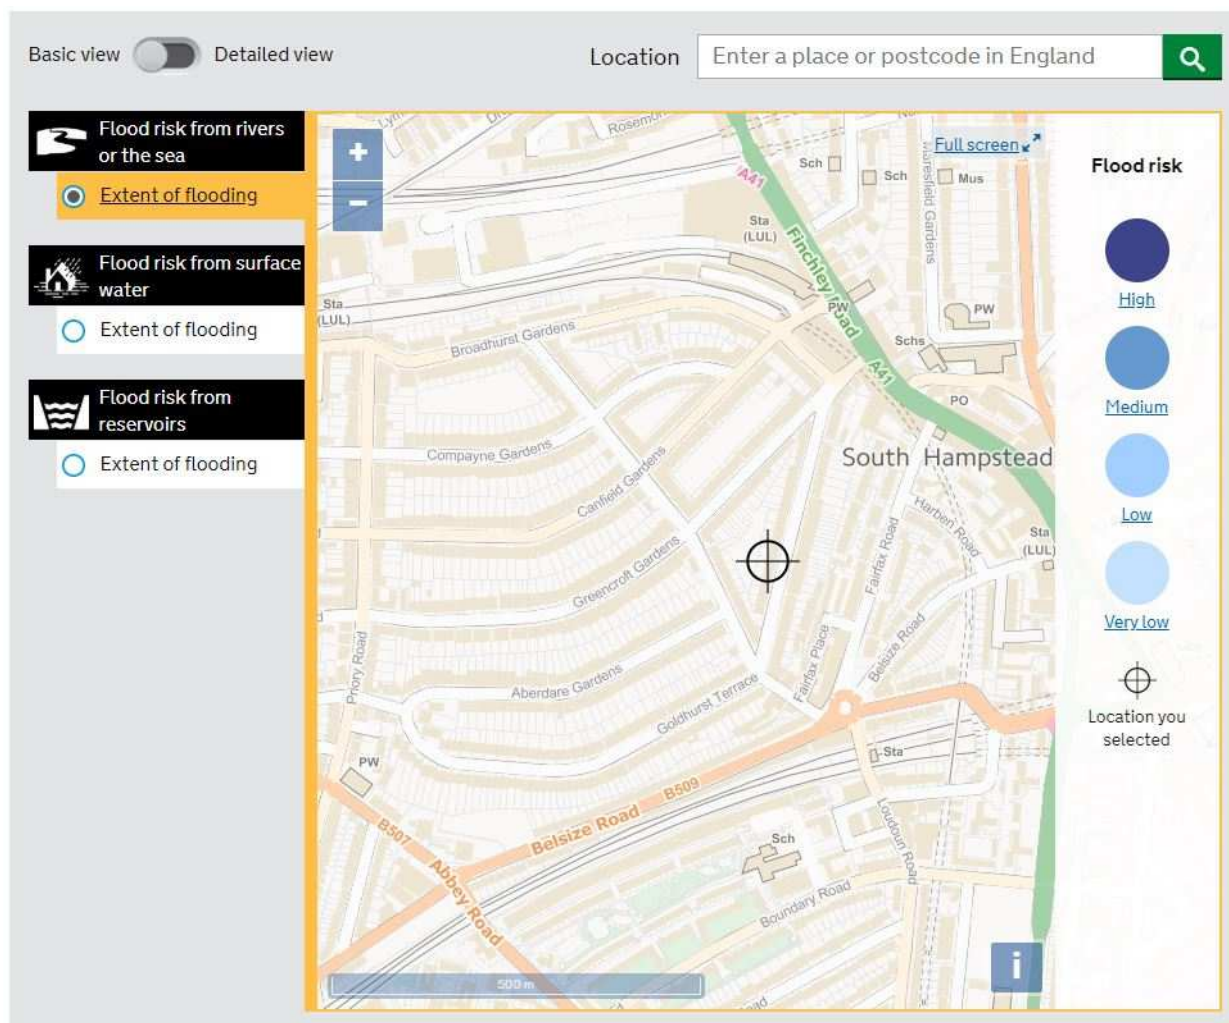 Basic view
Detailed view
Location
Enter a place or postcode in England
Flood risk from rivers
or the sea
Extent of flooding
Flood risk from surface
water
Extent of flooding
Flood risk from
reservoirs
Extent of flooding
+
−
Full screen
Flood risk
High
Medium
Low
Very low
Location you
selected
A41
Sch
Sch
Mus
Maresfield Gardens
Sta
(LUL)
Finchley Road
PW
PW
Sta
(LUL)
Broadhurst Gardens
Schs
A41
PO
Compayne Gardens
South Hampstead
Canfield Gardens
Harben Road
Sta
(LUL)
Greencroft Gardens
Fairfax Road
Priory Road
Fairfax Place
Belsize Road
Aberdare Gardens
Goldhurst Terrace
PW
Sta
B509
Belsize Road
B507
Abbey Road
Sch
Loudoun Road
Boundary Road
500 m
i